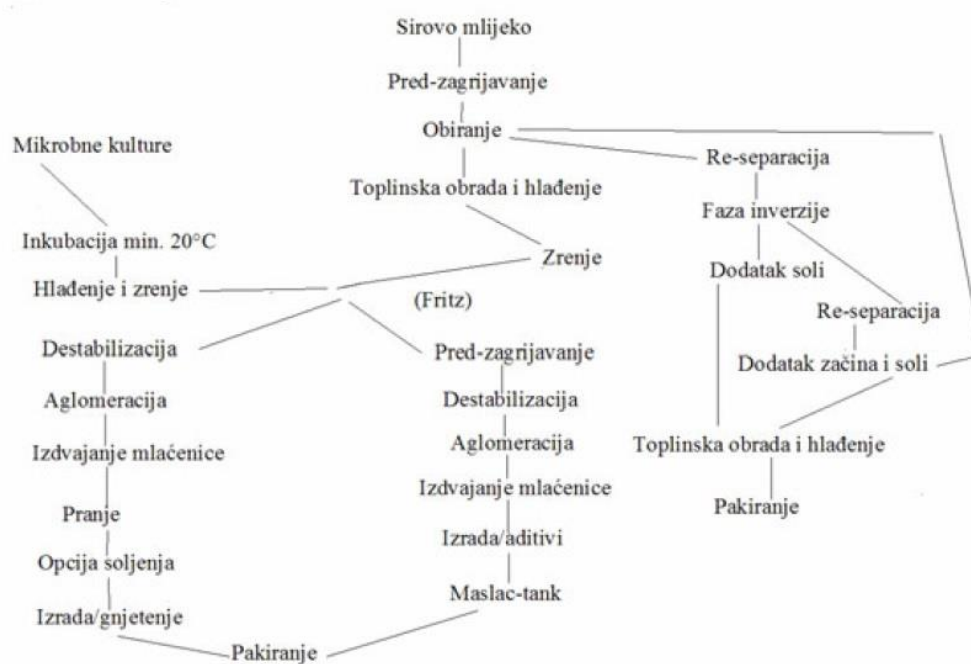 Sirovo mlijeko
Pred-zagrijavanje
Obiranje
Mikrobne kulture
Re-separacija
Toplinska obrada i hlađenje
Faza inverzije
Inkubacija min. 20°C
Zrenje
Dodatak soli
Hlađenje i zrenje
(Fritz)
Re-separacija
Destabilizacija
Pred-zagrijavanje
Dodatak začina i soli
Aglomeracija
Destabilizacija
Izdvajanje mlaćenice
Aglomeracija
Toplinska obrada i hlađenje
Izdvajanje mlaćenice
Pakiranje
Pranje
Izrada/aditivi
Opcija soljenja
Maslac-tank
Izrada/gnjetenje
Pakiranje